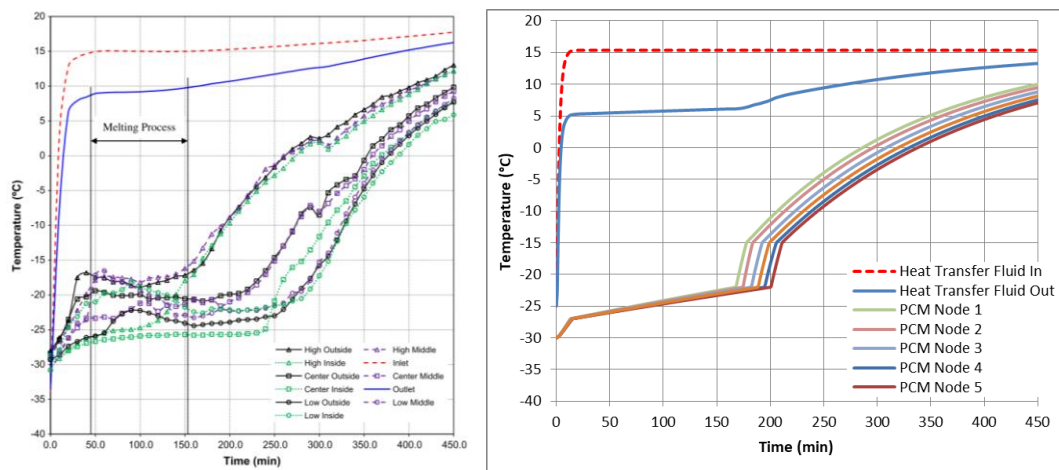 20
15
10
5
0
-5
-10
-15
-20
-25
-30
-35
-40
Temperature (°C)
Melting Process
High Outside
High Middle
High Inside
Inlet
Center Outside
Center Middle
Center Inside
Outlet
Low Outside
Low Middle
Low Inside
0.0 50.0 100.0 150.0 200.0 250.0 300.0 350.0 400.0 450.0
Time (min)
20
15
10
5
0
-5
-10
-15
-20
-25
-30
-35
-40
Temperature (°C)
Heat Transfer Fluid In
Heat Transfer Fluid Out
PCM Node 1
PCM Node 2
PCM Node 3
PCM Node 4
PCM Node 5
0 50 100 150 200 250 300 350 400 450
Time (min)